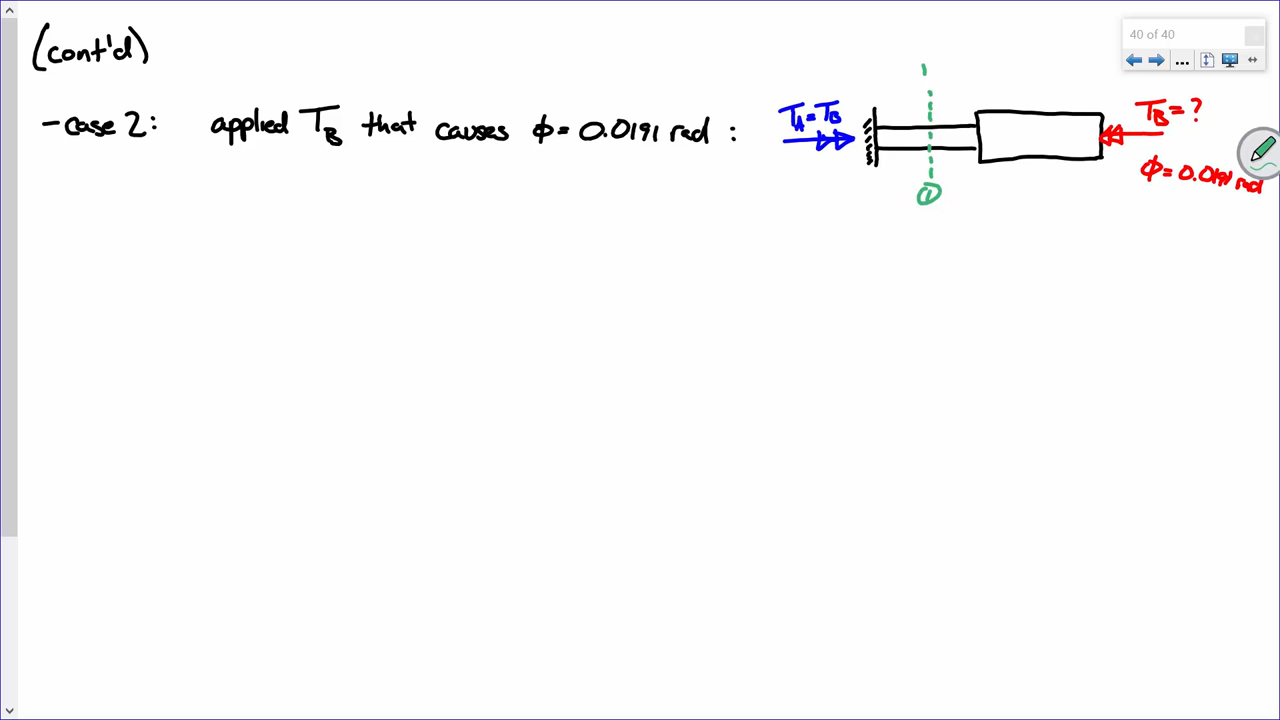 (cont'd)
40 of 40
- case 2: applied T_B that causes φ = 0.0191 rad :
T_A = T_B
T_B = ?
φ = 0.0191 rad
①